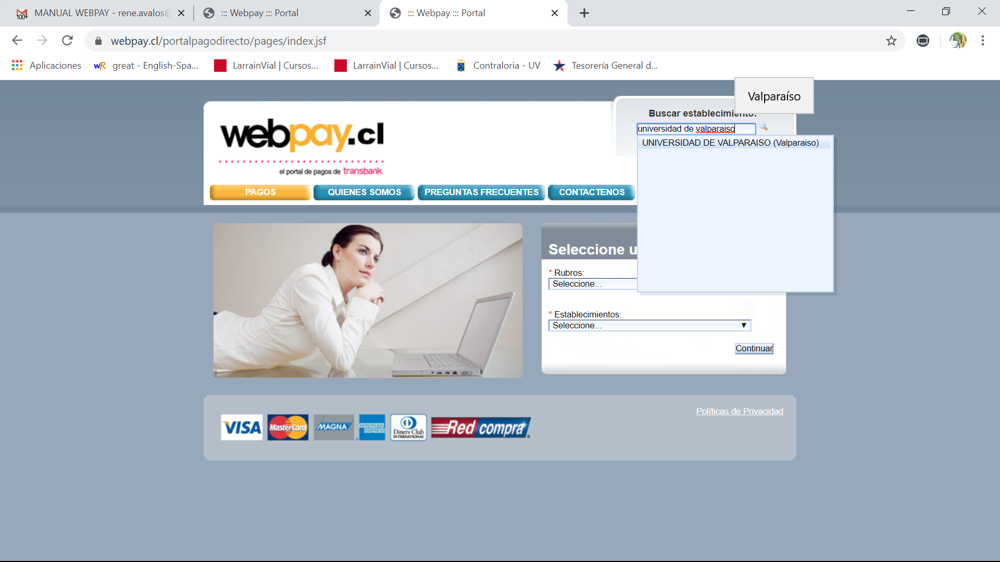 MANUAL WEBPAY - rene.avalos@
::: Webpay ::: Portal
::: Webpay ::: Portal
webpay.cl/portalpagodirecto/pages/index.jsf
Aplicaciones
great - English-Spa...
LarrainVial | Cursos...
LarrainVial | Cursos...
Contraloria - UV
Tesorería General d...
Valparaíso
webpay.cl
el portal de pagos de transbank.
Buscar establecimiento:
universidad de valparaiso
UNIVERSIDAD DE VALPARAISO (Valparaiso)
PAGOS
QUIENES SOMOS
PREGUNTAS FRECUENTES
CONTACTENOS
Seleccione u
* Rubros:
Seleccione...
* Establecimientos:
Seleccione...
Continuar
Políticas de Privacidad
VISA
MasterCard
MAGNA
AMERICAN EXPRESS
Diners Club
INTERNATIONAL
Red compra